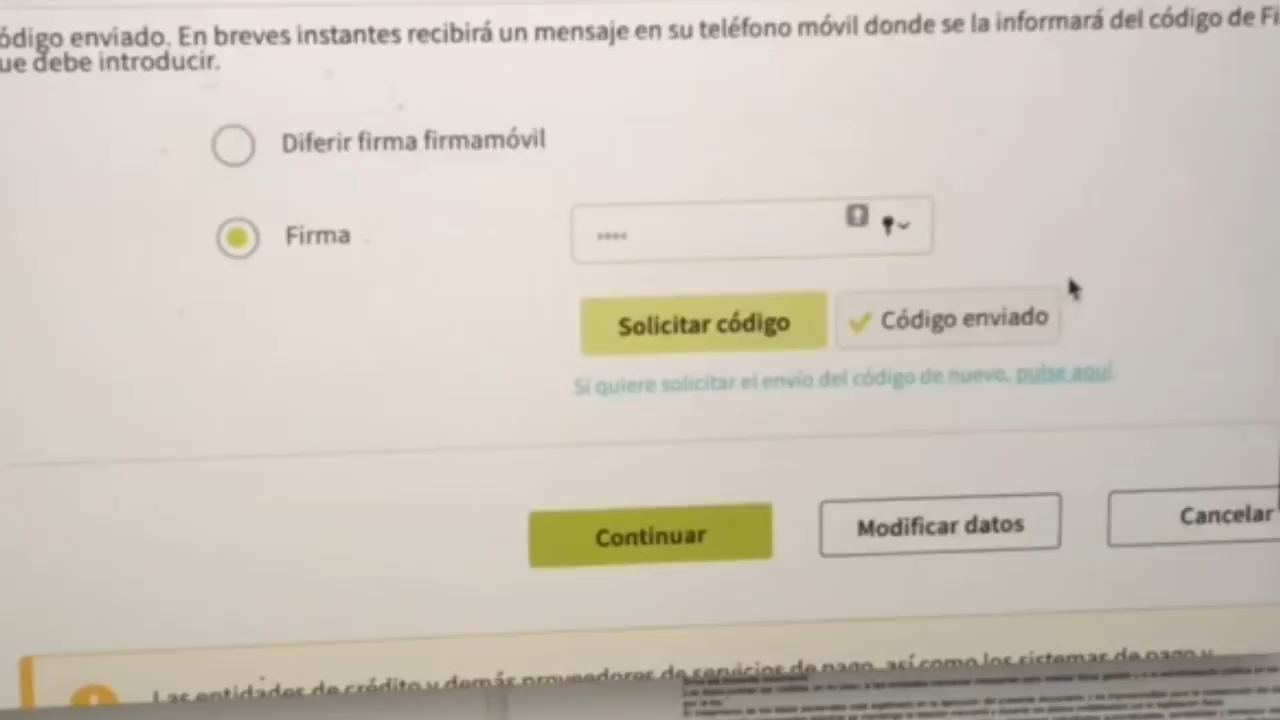 ódigo enviado. En breves instantes recibirá un mensaje en su teléfono móvil donde se la informará del código de Fi
ue debe introducir.
Diferir firma firmamóvil
Firma
••••
Solicitar código
Código enviado
Si quiere solicitar el envío del código de nuevo, pulse aquí.
Continuar
Modificar datos
Cancelar
Las entidades de crédito y demás proveedores de servicios de pago, así como los sistemas de pago y